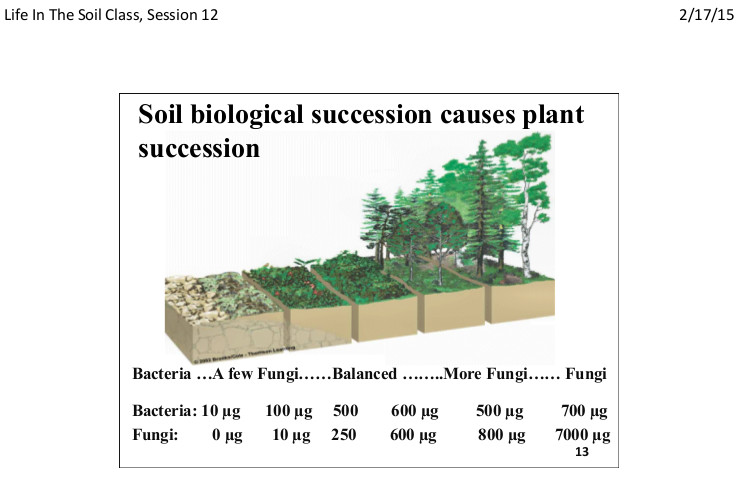 Life In The Soil Class, Session 12 2/17/15
Soil biological succession causes plant
succession
© 2001 Brooks/Cole - Thomson Learning
Bacteria …A few Fungi……Balanced ……..More Fungi…… Fungi
Bacteria: 10 µg 100 µg 500 600 µg 500 µg 700 µg
Fungi: 0 µg 10 µg 250 600 µg 800 µg 7000 µg
13